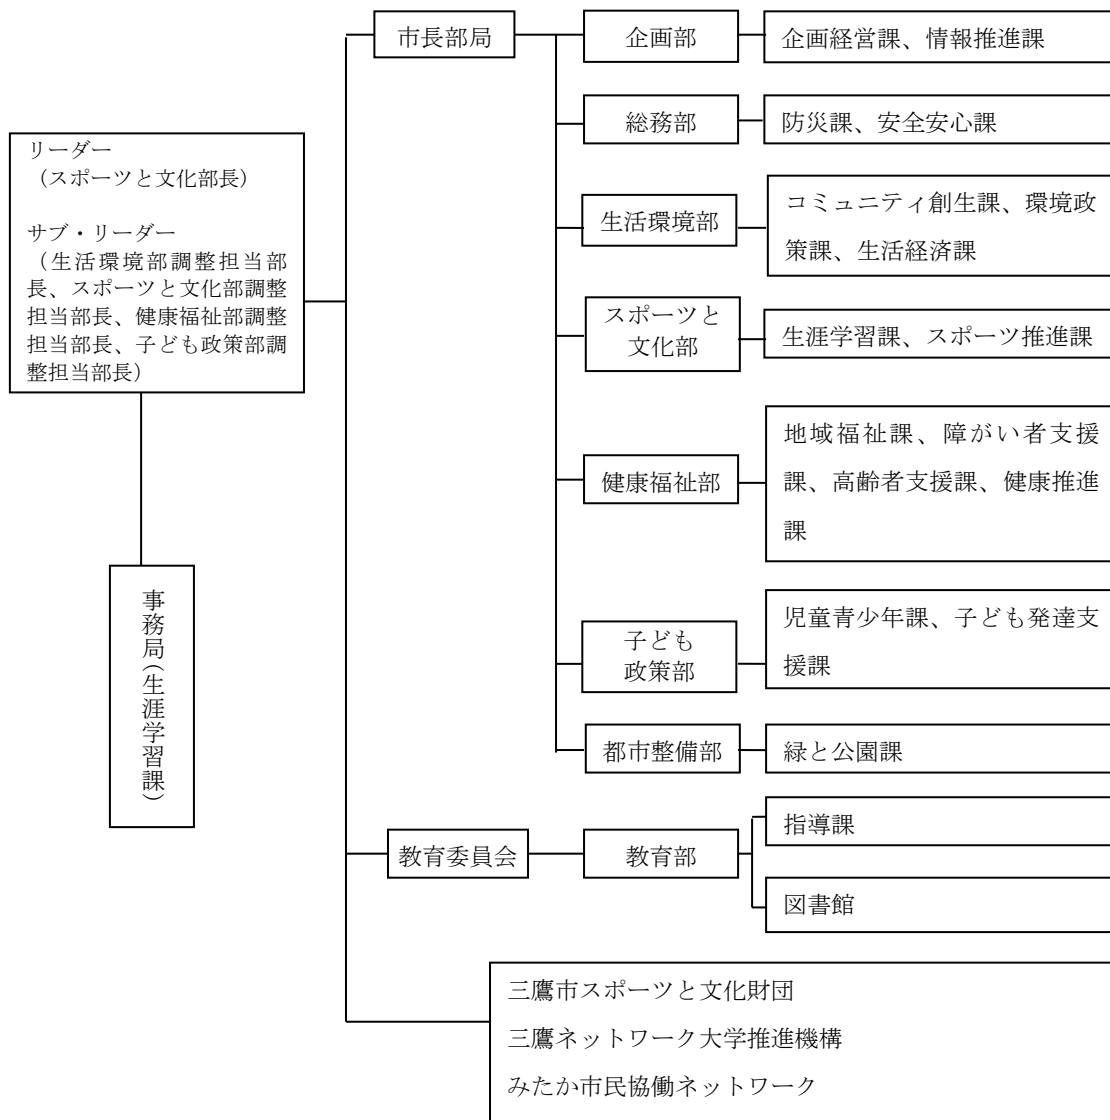 リーダー
(スポーツと文化部長)
サブ・リーダー
(生活環境部調整担当部
長、スポーツと文化部調整
担当部長、健康福祉部調整
担当部長、子ども政策部調
整担当部長)
事務局(生涯学習課)
市長部局
企画部
企画経営課、情報推進課
総務部
防災課、安全安心課
生活環境部
コミュニティ創生課、環境政
策課、生活経済課
スポーツと
文化部
生涯学習課、スポーツ推進課
健康福祉部
地域福祉課、障がい者支援
課、高齢者支援課、健康推進
課
子ども
政策部
児童青少年課、子ども発達支
援課
都市整備部
緑と公園課
教育委員会
教育部
指導課
図書館
三鷹市スポーツと文化財団
三鷹ネットワーク大学推進機構
みたか市民協働ネットワーク